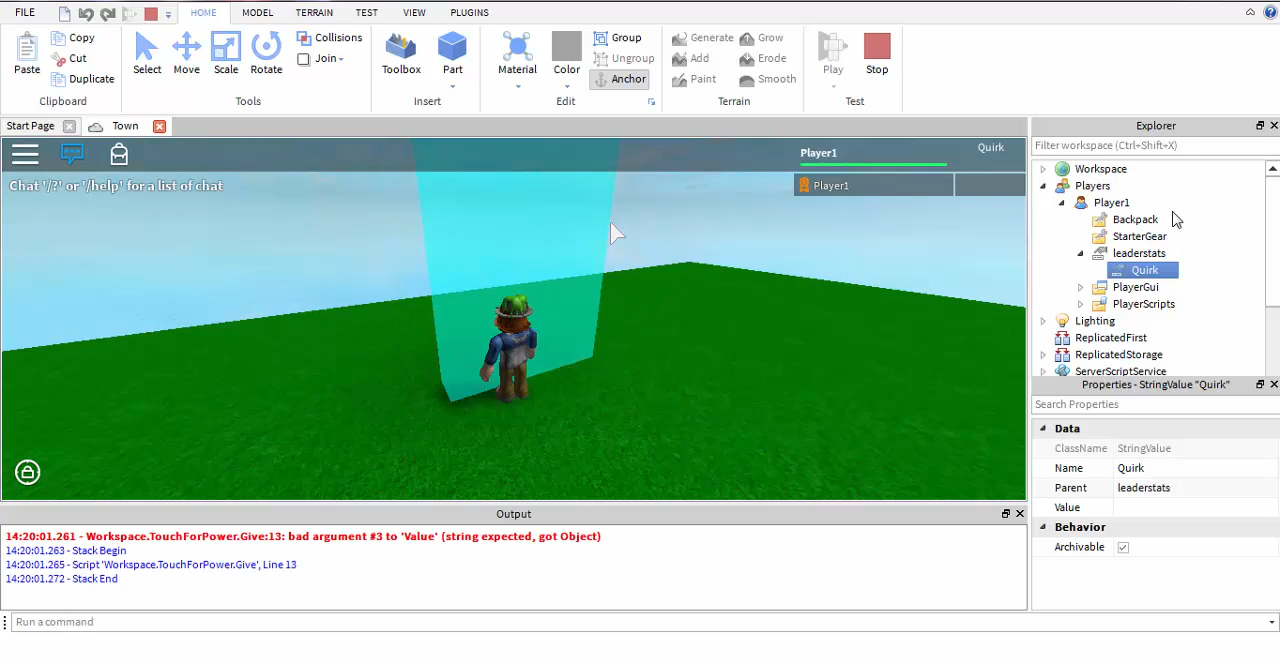 FILE HOME MODEL TERRAIN TEST VIEW PLUGINS
Paste
Copy
Cut
Duplicate
Clipboard
Select Move Scale Rotate
Collisions
Join
Tools
Toolbox Part
Insert
Material Color
Group
Ungroup
Anchor
Edit
Generate Grow
Add Erode
Paint Smooth
Terrain
Play Stop
Test
Start Page Town
Chat '/?' or '/help' for a list of chat
Player1 Quirk
Player1
Explorer
Filter workspace (Ctrl+Shift+X)
Workspace
Players
Player1
Backpack
StarterGear
leaderstats
Quirk
PlayerGui
PlayerScripts
Lighting
ReplicatedFirst
ReplicatedStorage
ServerScriptService
Properties - StringValue "Quirk"
Search Properties
Data
ClassName StringValue
Name Quirk
Parent leaderstats
Value
Behavior
Archivable
Output
14:20:01.261 - Workspace.TouchForPower.Give:13: bad argument #3 to 'Value' (string expected, got Object)
14:20:01.263 - Stack Begin
14:20:01.265 - Script 'Workspace.TouchForPower.Give', Line 13
14:20:01.272 - Stack End
Run a command